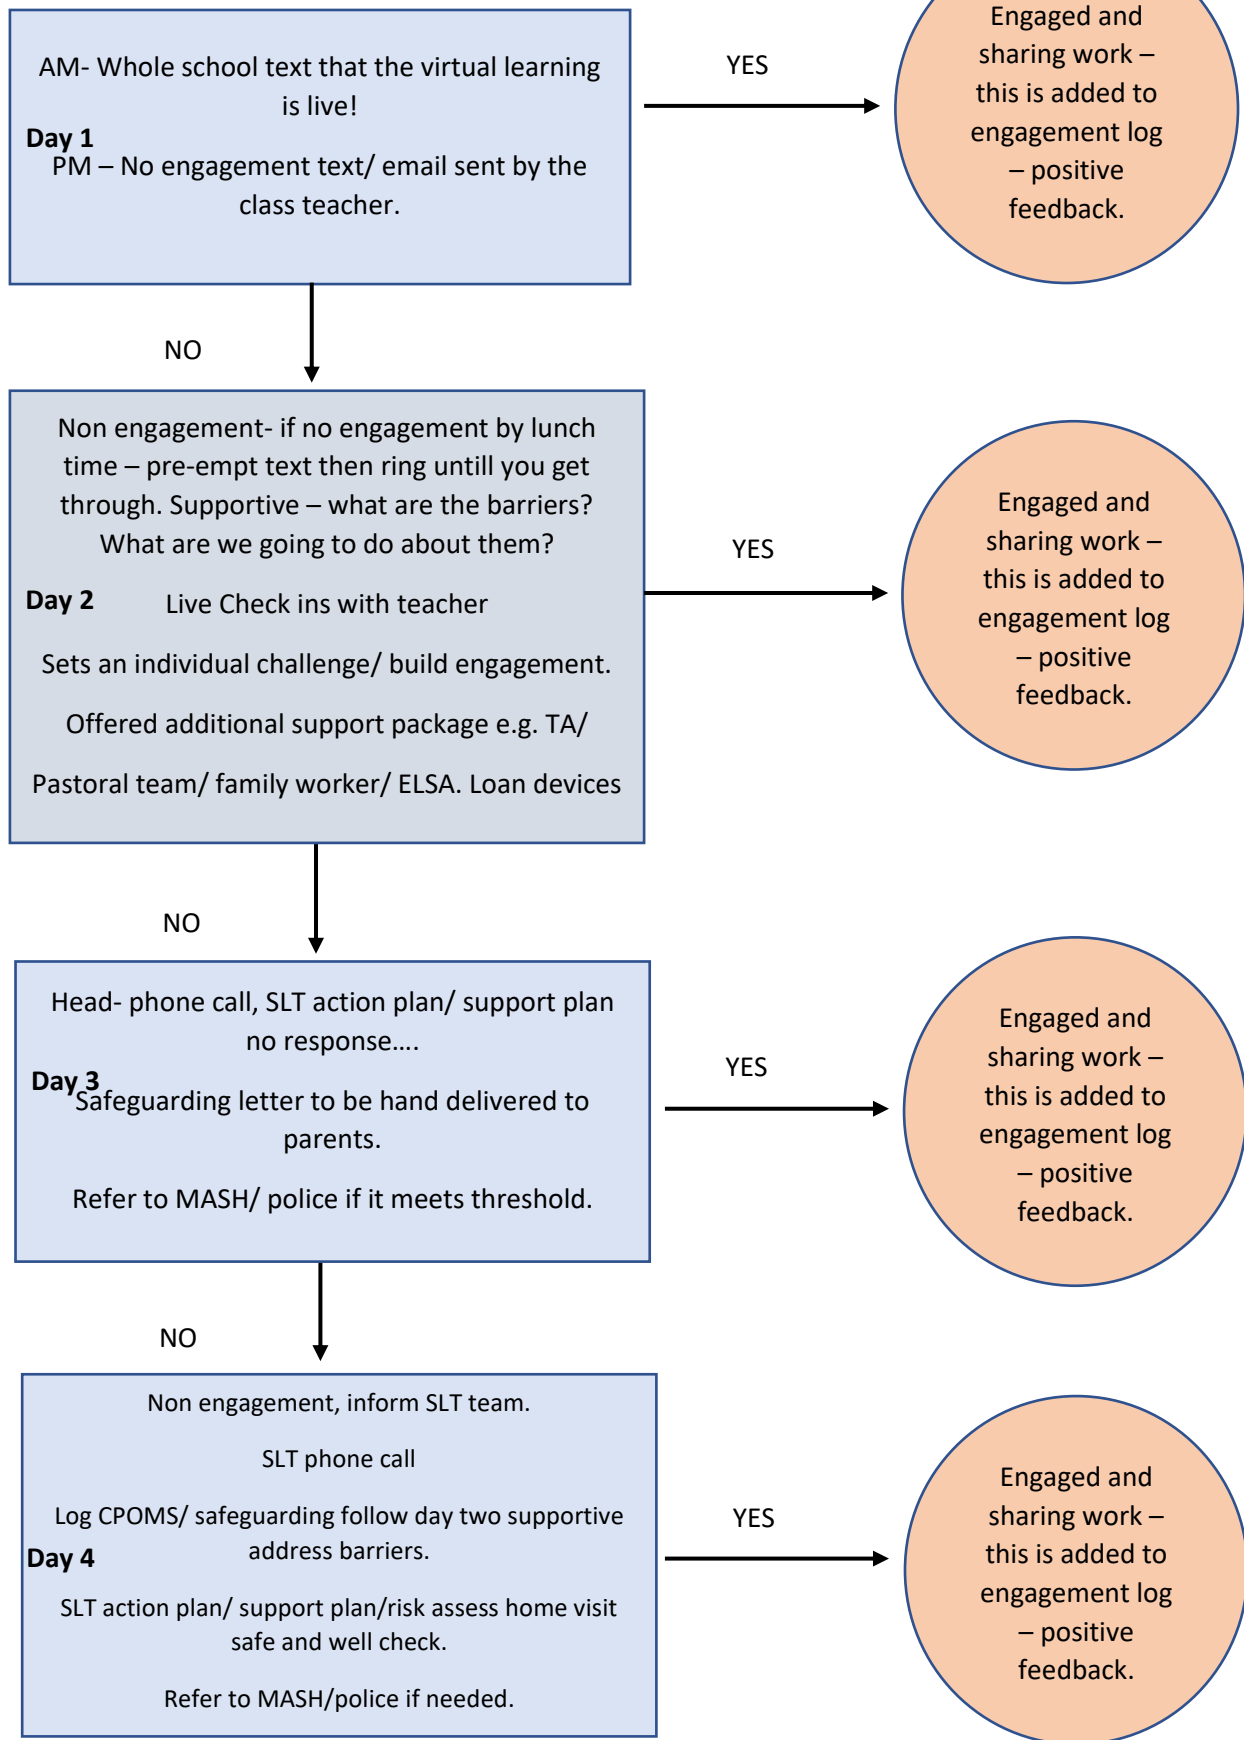 AM- Whole school text that the virtual learning
is live!
Day 1
PM – No engagement text/ email sent by the
class teacher.
YES
Engaged and
sharing work –
this is added to
engagement log
– positive
feedback.
NO
Non engagement- if no engagement by lunch
time – pre-empt text then ring untill you get
through. Supportive – what are the barriers?
What are we going to do about them?
Day 2
Live Check ins with teacher
Sets an individual challenge/ build engagement.
Offered additional support package e.g. TA/
Pastoral team/ family worker/ ELSA. Loan devices
YES
Engaged and
sharing work –
this is added to
engagement log
– positive
feedback.
NO
Head- phone call, SLT action plan/ support plan
no response....
Day 3
Safeguarding letter to be hand delivered to
parents.
Refer to MASH/ police if it meets threshold.
YES
Engaged and
sharing work –
this is added to
engagement log
– positive
feedback.
NO
Non engagement, inform SLT team.
SLT phone call
Log CPOMS/ safeguarding follow day two supportive
address barriers.
Day 4
SLT action plan/ support plan/risk assess home visit
safe and well check.
Refer to MASH/police if needed.
YES
Engaged and
sharing work –
this is added to
engagement log
– positive
feedback.